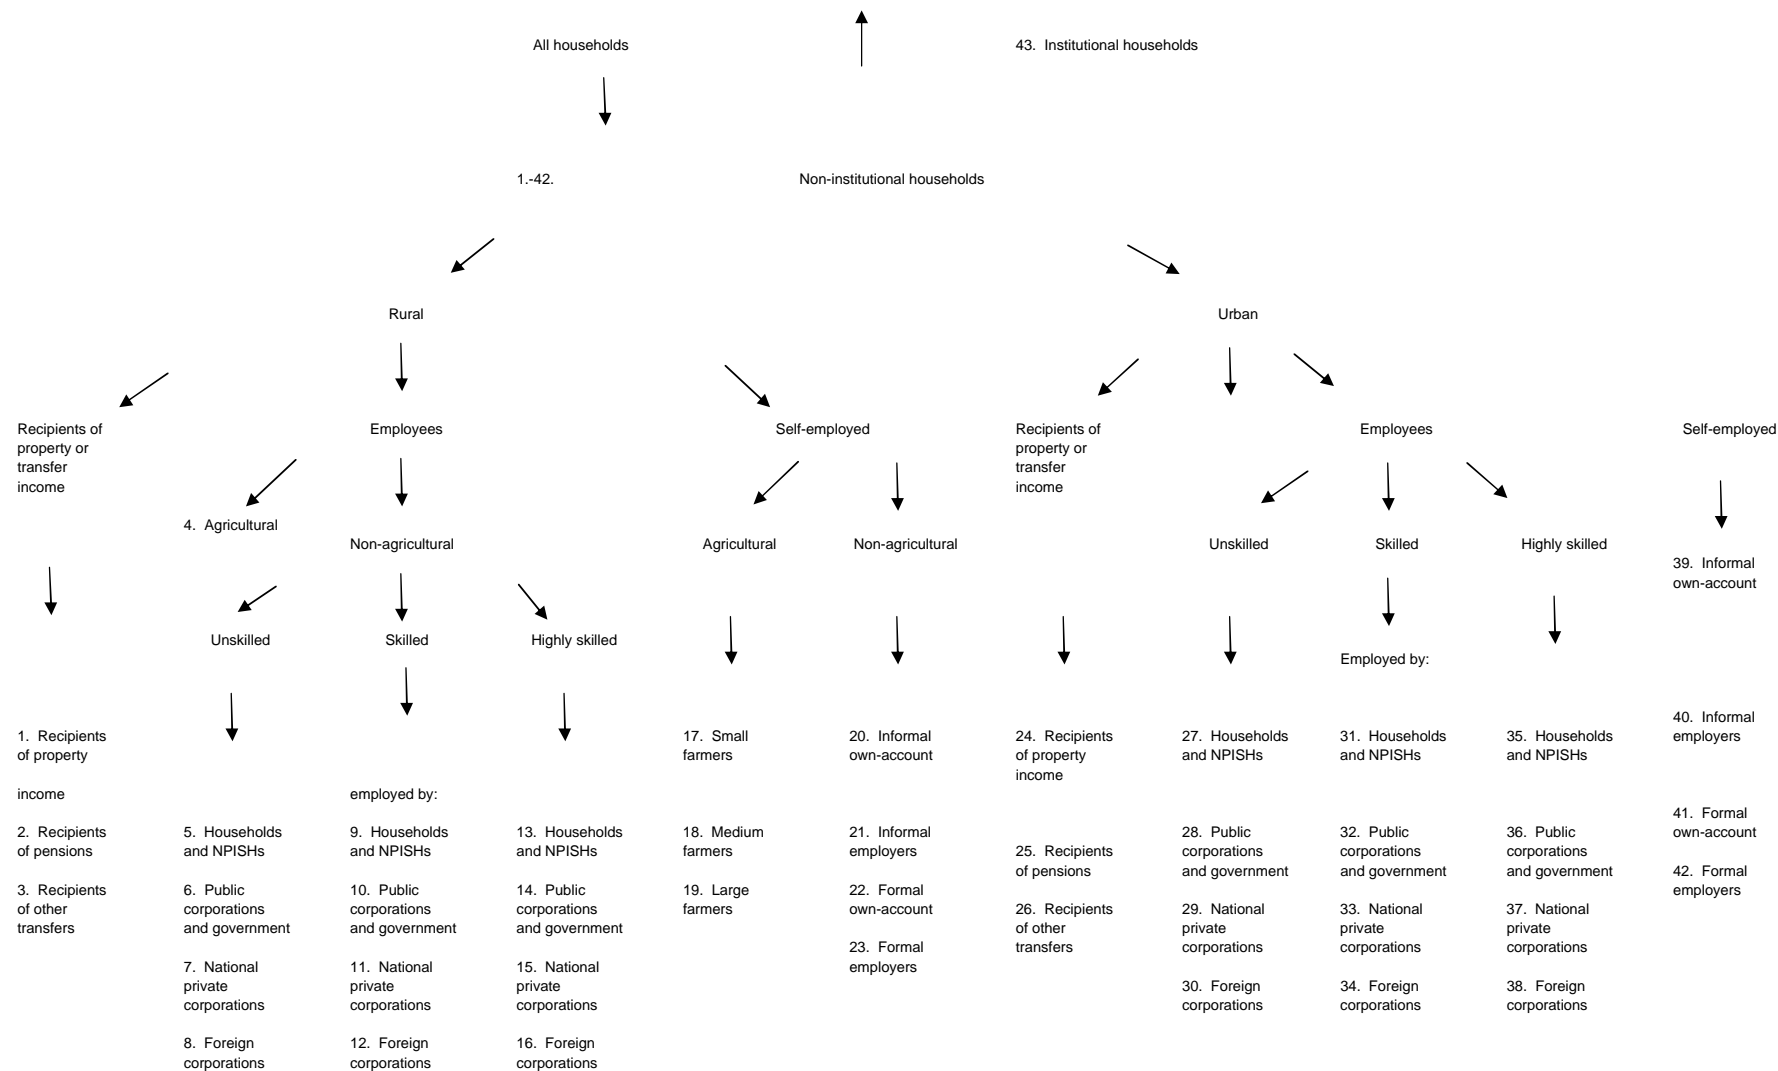 All households
43. Institutional households
1.-42.
Non-institutional households
Rural
Urban
Recipients of
property or
transfer
income
Employees
Self-employed
Recipients of
property or
transfer
income
Employees
Self-employed
4. Agricultural
Non-agricultural
Agricultural
Non-agricultural
Unskilled
Skilled
Highly skilled
39. Informal
own-account
Unskilled
Skilled
Highly skilled
Employed by:
40. Informal
employers
1. Recipients
of property
income
17. Small
farmers
20. Informal
own-account
24. Recipients
of property
income
27. Households
and NPISHs
31. Households
and NPISHs
35. Households
and NPISHs
employed by:
41. Formal
own-account
2. Recipients
of pensions
5. Households
and NPISHs
9. Households
and NPISHs
13. Households
and NPISHs
18. Medium
farmers
21. Informal
employers
25. Recipients
of pensions
28. Public
corporations
and government
32. Public
corporations
and government
36. Public
corporations
and government
42. Formal
employers
3. Recipients
of other
transfers
6. Public
corporations
and government
10. Public
corporations
and government
14. Public
corporations
and government
19. Large
farmers
22. Formal
own-account
26. Recipients
of other
transfers
29. National
private
corporations
33. National
private
corporations
37. National
private
corporations
23. Formal
employers
7. National
private
corporations
11. National
private
corporations
15. National
private
corporations
30. Foreign
corporations
34. Foreign
corporations
38. Foreign
corporations
8. Foreign
corporations
12. Foreign
corporations
16. Foreign
corporations